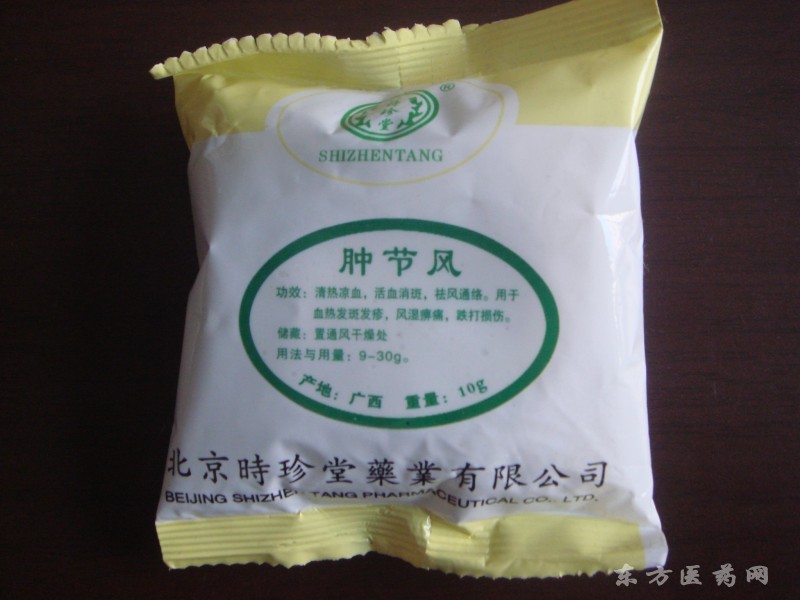 珍
堂
®
SHIZHENTANG
肿节风
功效：清热凉血，活血消斑，祛风通络。用于
血热发斑发疹，风湿痹痛，跌打损伤。
储藏：置通风干燥处
用法与用量：9-30g。
产地：广西 重量：10g
北京時珍堂藥業有限公司
BEIJING SHIZHENTANG PHARMACEUTICAL CO., LTD.
东方医药网